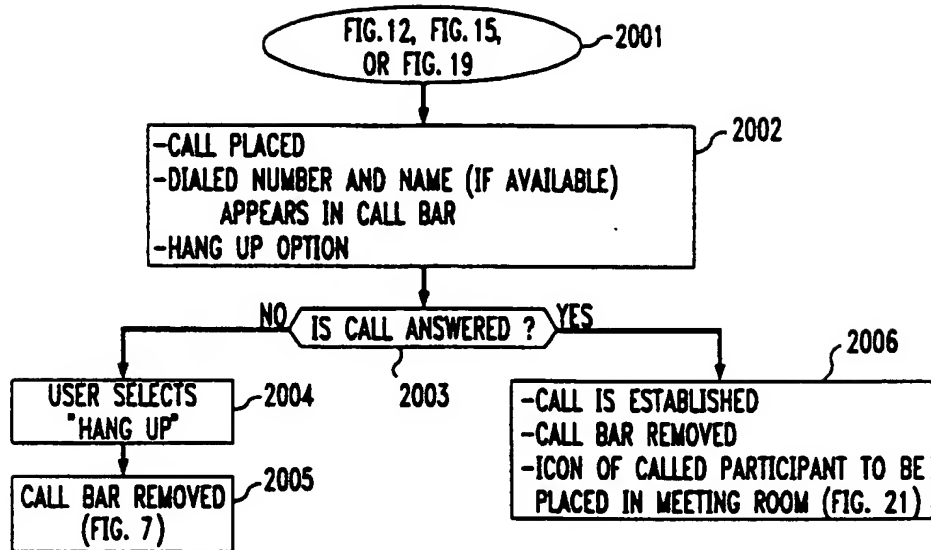 FIG. 12, FIG. 15,
OR FIG. 19
2001
2002
-CALL PLACED
-DIALED NUMBER AND NAME (IF AVAILABLE)
APPEARS IN CALL BAR
-HANG UP OPTION
NO
IS CALL ANSWERED ?
YES
2003
2004
USER SELECTS
"HANG UP"
2005
CALL BAR REMOVED
(FIG. 7)
2006
-CALL IS ESTABLISHED
-CALL BAR REMOVED
-ICON OF CALLED PARTICIPANT TO BE
PLACED IN MEETING ROOM (FIG. 21)